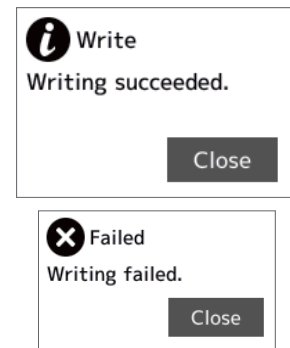 Write
Writing succeeded.
Close
Failed
Writing failed.
Close